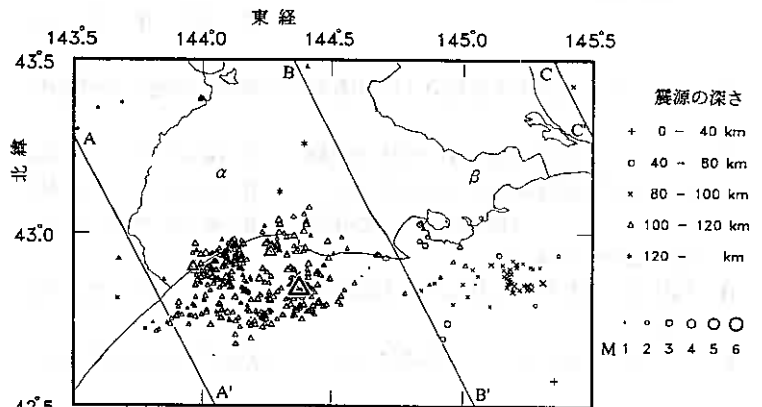 東経
143.5° 144.0° 144.5° 145.0° 145.5°
43.5°
43.0°
42.5°
北緯
A
B
C
C'
α
β
A'
B'
震源の深さ
+ 0 - 40 km
o 40 - 80 km
× 80 - 100 km
△ 100 - 120 km
* 120 - km
M 1 2 3 4 5 6